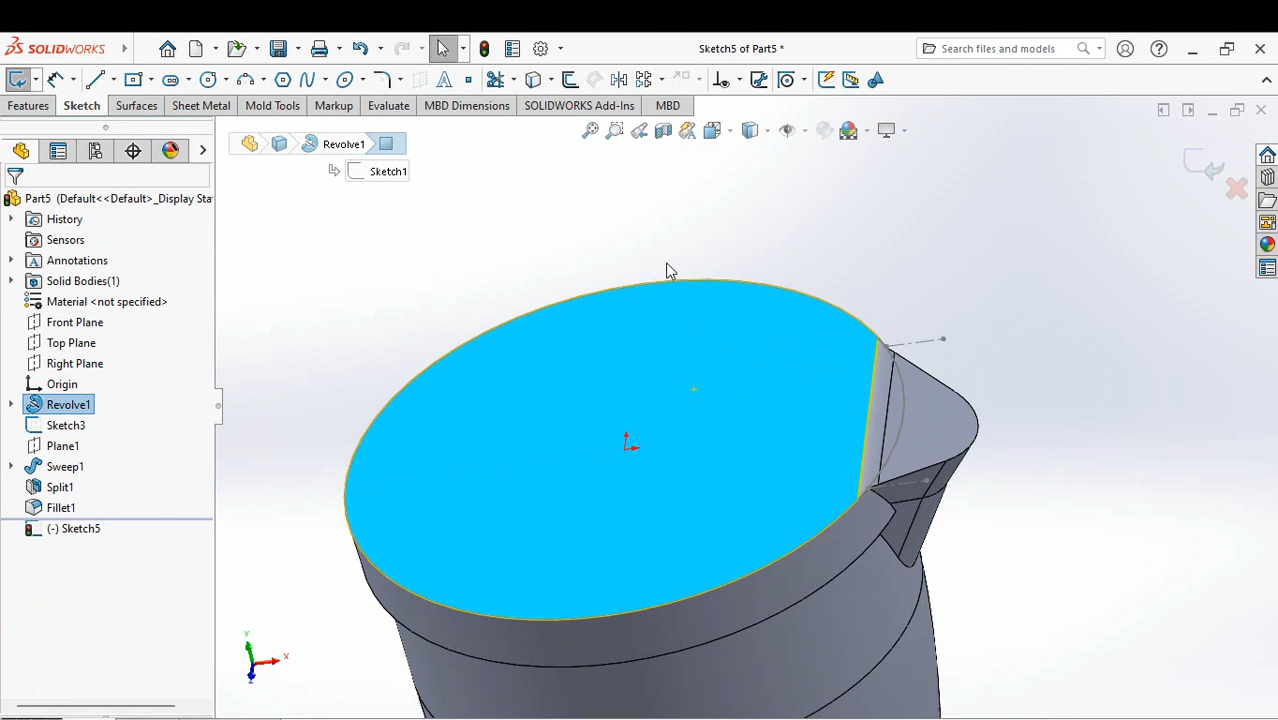 SOLIDWORKS
Sketch5 of Part5 *
Search files and models
Features Sketch Surfaces Sheet Metal Mold Tools Markup Evaluate MBD Dimensions SOLIDWORKS Add-Ins MBD
Revolve1
Sketch1
Part5 (Default<<Default>_Display Sta
History
Sensors
Annotations
Solid Bodies(1)
Material <not specified>
Front Plane
Top Plane
Right Plane
Origin
Revolve1
Sketch3
Plane1
Sweep1
Split1
Fillet1
(-) Sketch5
Y
X
Z